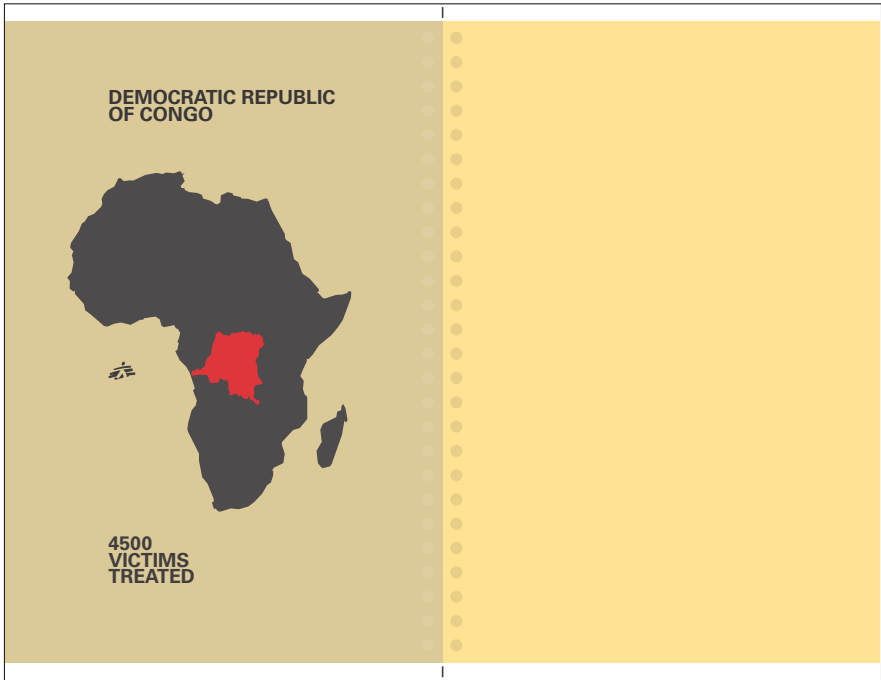 DEMOCRATIC REPUBLIC
OF CONGO
4500
VICTIMS
TREATED